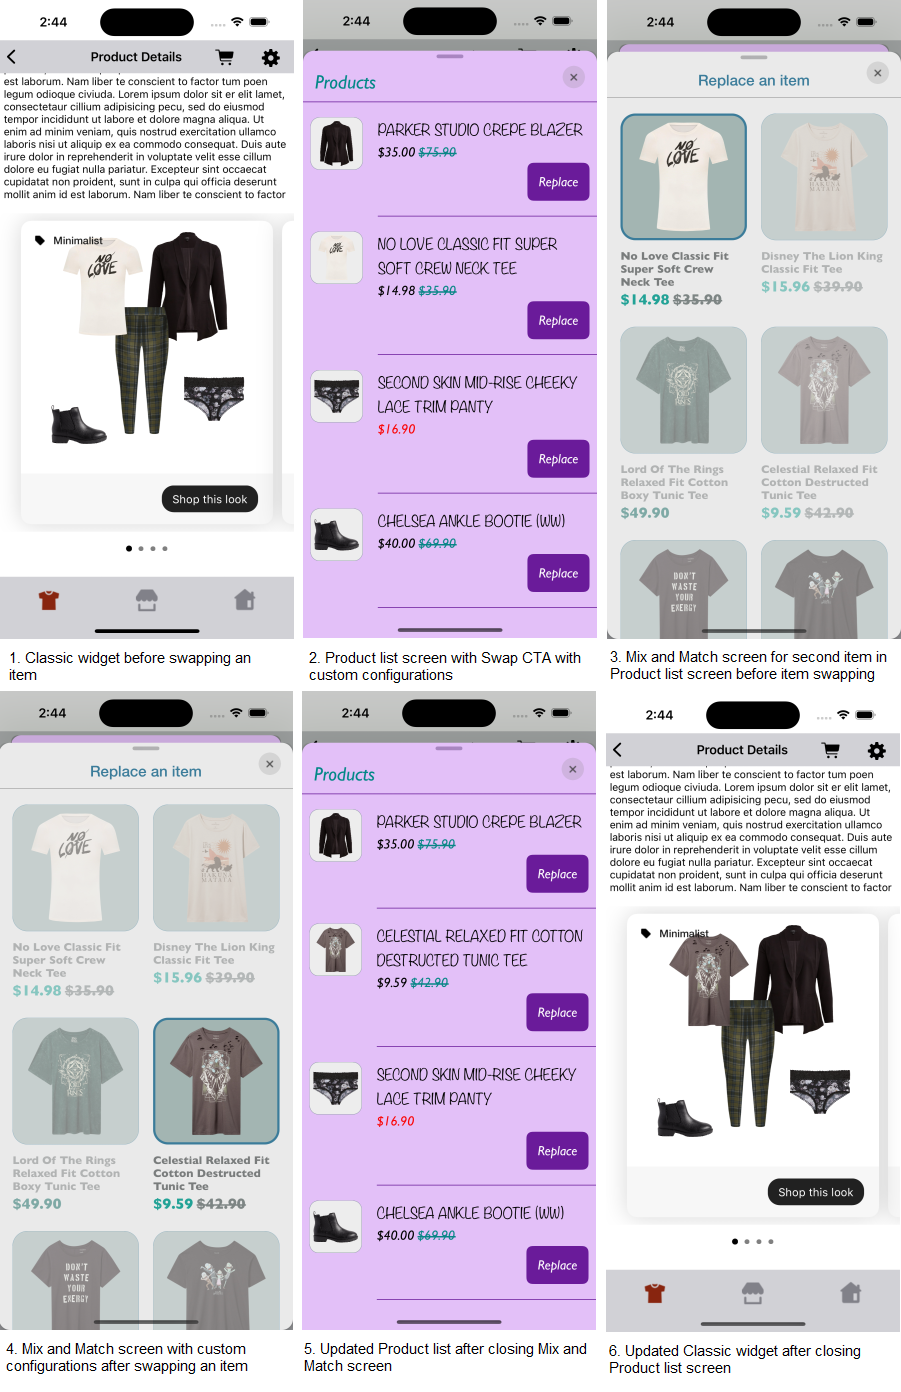 2:44
Product Details
est laborum. Nam liber te conscient to factor tum poen
legum odioque civiuda. Lorem ipsum dolor sit er elit lamet,
consectetaur cillium adipisicing pecu, sed do eiusmod
tempor incididunt ut labore et dolore magna aliqua. Ut
enim ad minim veniam, quis nostrud exercitation ullamco
laboris nisi ut aliquip ex ea commodo consequat. Duis aute
irure dolor in reprehenderit in voluptate velit esse cillum
dolore eu fugiat nulla pariatur. Excepteur sint occaecat
cupidatat non proident, sunt in culpa qui officia deserunt
mollit anim id est laborum. Nam liber te conscient to factor
Minimalist
NO
LOVE
Shop this look
1. Classic widget before swapping an
item
2:44
Products
PARKER STUDIO CREPE BLAZER
$35.00 $75.90
Replace
NO LOVE CLASSIC FIT SUPER
SOFT CREW NECK TEE
$14.98 $35.90
Replace
SECOND SKIN MID-RISE CHEEKY
LACE TRIM PANTY
$16.90
Replace
CHELSEA ANKLE BOOTIE (WW)
$40.00 $69.90
Replace
2. Product list screen with Swap CTA with
custom configurations
2:44
Replace an item
NO
LOVE
HAKUNA
MATATA
No Love Classic Fit
Super Soft Crew
Neck Tee
$14.98 $35.90
Disney The Lion King
Classic Fit Tee
$15.96 $39.90
Lord Of The Rings
Relaxed Fit Cotton
Boxy Tunic Tee
$49.90
Celestial Relaxed Fit
Cotton Destructed
Tunic Tee
$9.59 $42.90
DON'T
WASTE
YOUR
ENERGY
3. Mix and Match screen for second item in
Product list screen before item swapping
2:44
Replace an item
NO
LOVE
HAKUNA
MATATA
No Love Classic Fit
Super Soft Crew
Neck Tee
$14.98 $35.90
Disney The Lion King
Classic Fit Tee
$15.96 $39.90
Lord Of The Rings
Relaxed Fit Cotton
Boxy Tunic Tee
$49.90
Celestial Relaxed Fit
Cotton Destructed
Tunic Tee
$9.59 $42.90
DON'T
WASTE
YOUR
ENERGY
4. Mix and Match screen with custom
configurations after swapping an item
2:44
Products
PARKER STUDIO CREPE BLAZER
$35.00 $75.90
Replace
CELESTIAL RELAXED FIT COTTON
DESTRUCTED TUNIC TEE
$9.59 $42.90
Replace
SECOND SKIN MID-RISE CHEEKY
LACE TRIM PANTY
$16.90
Replace
CHELSEA ANKLE BOOTIE (WW)
$40.00 $69.90
Replace
5. Updated Product list after closing Mix and
Match screen
2:44
Product Details
est laborum. Nam liber te conscient to factor tum poen
legum odioque civiuda. Lorem ipsum dolor sit er elit lamet,
consectetaur cillium adipisicing pecu, sed do eiusmod
tempor incididunt ut labore et dolore magna aliqua. Ut
enim ad minim veniam, quis nostrud exercitation ullamco
laboris nisi ut aliquip ex ea commodo consequat. Duis aute
irure dolor in reprehenderit in voluptate velit esse cillum
dolore eu fugiat nulla pariatur. Excepteur sint occaecat
cupidatat non proident, sunt in culpa qui officia deserunt
mollit anim id est laborum. Nam liber te conscient to factor
Minimalist
Shop this look
6. Updated Classic widget after closing
Product list screen